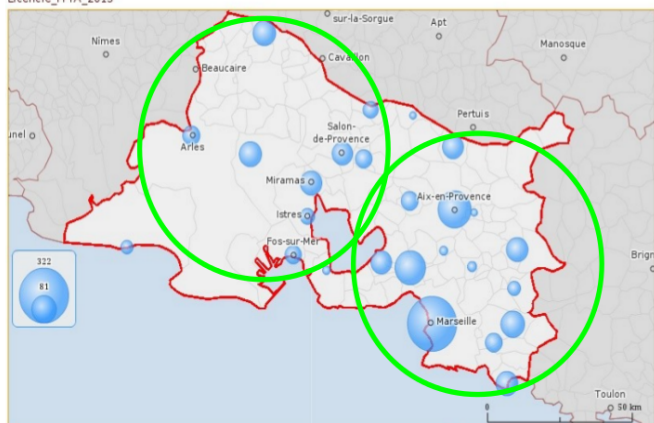 sur-la-Sorgue
Apt
Nîmes
Cavaillon
Manosque
Beaucaire
Pertuis
Arles
Salon-
de-Provence
Miramas
Aix-en-Provence
Istres
Fos-sur-Mer
322
81
Marseille
Toulon
0
50 km